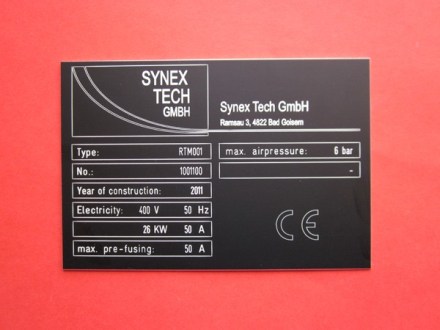 SYNEX
TECH
GMBH
Synex Tech GmbH
Ramsau 3, 4822 Bad Goisern
Type: RTM001
No.: 1001100
Year of construction: 2011
Electricity: 400 V 50 Hz
26 KW 50 A
max. pre-fusing: 50 A
max. airpressure: 6 bar
-
CE